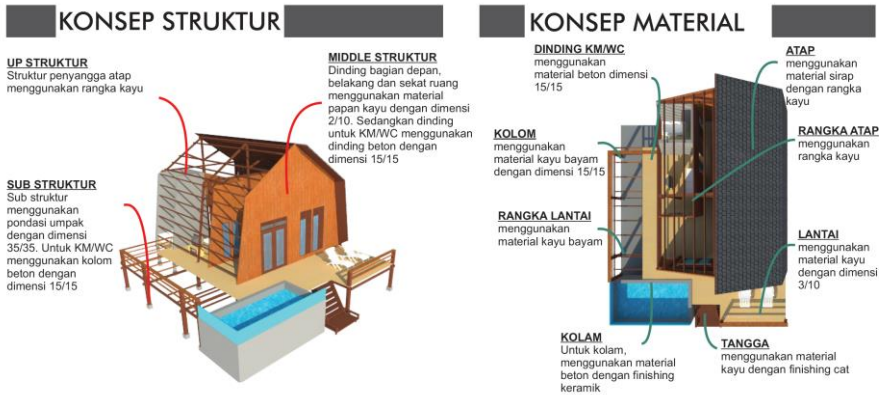 KONSEP STRUKTUR
UP STRUKTUR
Struktur penyangga atap
menggunakan rangka kayu
MIDDLE STRUKTUR
Dinding bagian depan,
belakang dan sekat ruang
menggunakan material
papan kayu dengan dimensi
2/10. Sedangkan dinding
untuk KM/WC menggunakan
dinding beton dengan
dimensi 15/15
SUB STRUKTUR
Sub struktur
menggunakan
pondasi umpak
dengan dimensi
35/35. Untuk KM/WC
menggunakan kolom
beton dengan
dimensi 15/15
KONSEP MATERIAL
DINDING KM/WC
menggunakan
material beton dimensi
15/15
ATAP
menggunakan
material sirap
dengan rangka
kayu
KOLOM
menggunakan
material kayu bayam
dengan dimensi 15/15
RANGKA ATAP
menggunakan
rangka kayu
RANGKA LANTAI
menggunakan
material kayu bayam
LANTAI
menggunakan
material kayu
dengan dimensi
3/10
KOLAM
Untuk kolam,
menggunakan material
beton dengan finishing
keramik
TANGGA
menggunakan material
kayu dengan finishing cat